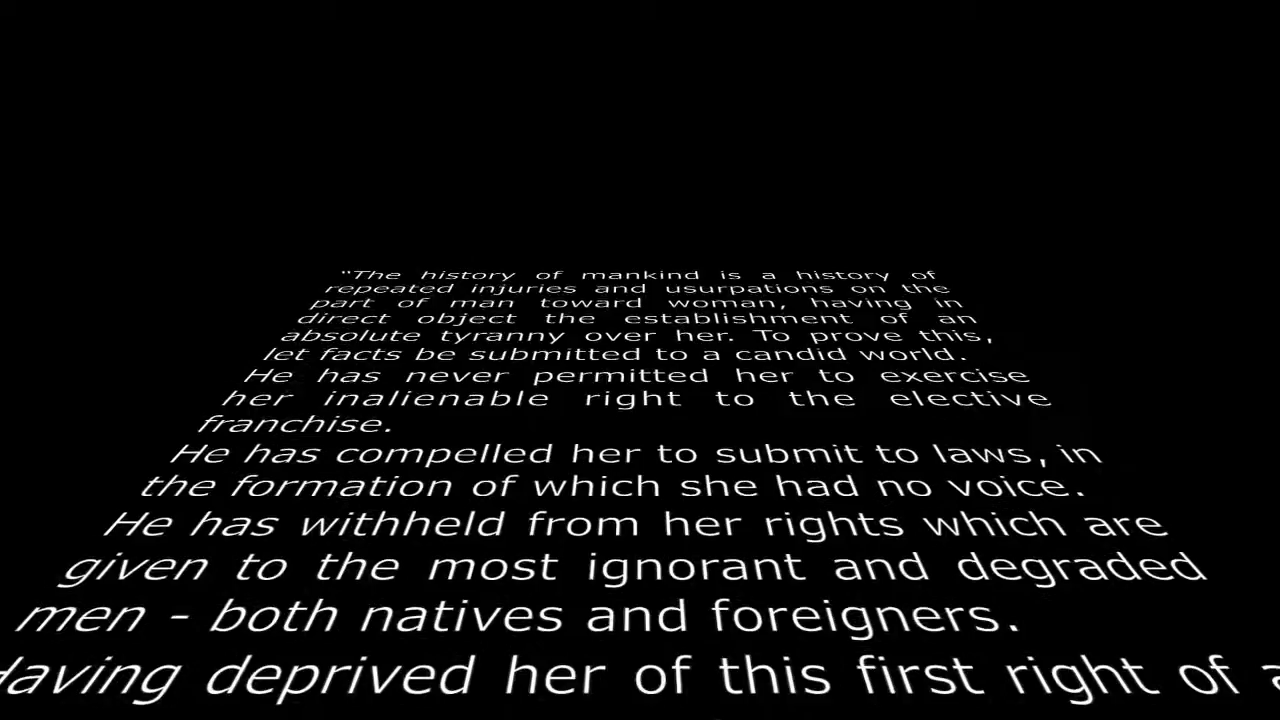 “The history of mankind is a history of
repeated injuries and usurpations on the
part of man toward woman, having in
direct object the establishment of an
absolute tyranny over her. To prove this,
let facts be submitted to a candid world.
He has never permitted her to exercise
her inalienable right to the elective
franchise.
He has compelled her to submit to laws, in
the formation of which she had no voice.
He has withheld from her rights which are
given to the most ignorant and degraded
men - both natives and foreigners.
Having deprived her of this first right of a